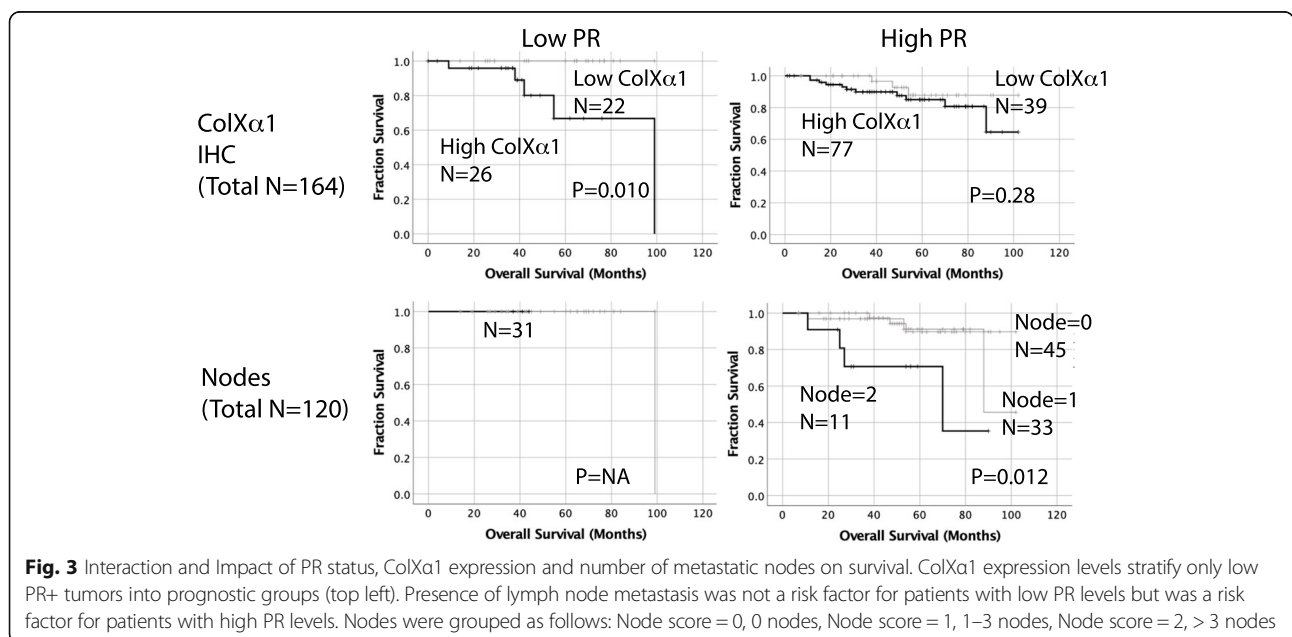 Low PR
High PR
ColXα1
IHC
(Total N=164)
Fraction Survival
1.0
0.8
0.6
0.4
0.2
0.0
Low ColXα1
N=22
High ColXα1
N=26
P=0.010
0 20 40 60 80 100 120
Overall Survival (Months)
Fraction Survival
1.0
0.8
0.6
0.4
0.2
0.0
Low ColXα1
N=39
High ColXα1
N=77
P=0.28
0 20 40 60 80 100 120
Overall Survival (Months)
Nodes
(Total N=120)
Fraction Survival
1.0
0.8
0.6
0.4
0.2
0.0
N=31
P=NA
0 20 40 60 80 100 120
Overall Survival (Months)
Fraction Survival
1.0
0.8
0.6
0.4
0.2
0.0
Node=0
N=45
Node=2
N=11
Node=1
N=33
P=0.012
0 20 40 60 80 100 120
Overall Survival (Months)
Fig. 3 Interaction and Impact of PR status, ColXα1 expression and number of metastatic nodes on survival. ColXα1 expression levels stratify only low
PR+ tumors into prognostic groups (top left). Presence of lymph node metastasis was not a risk factor for patients with low PR levels but was a risk
factor for patients with high PR levels. Nodes were grouped as follows: Node score = 0, 0 nodes, Node score = 1, 1–3 nodes, Node score = 2, > 3 nodes